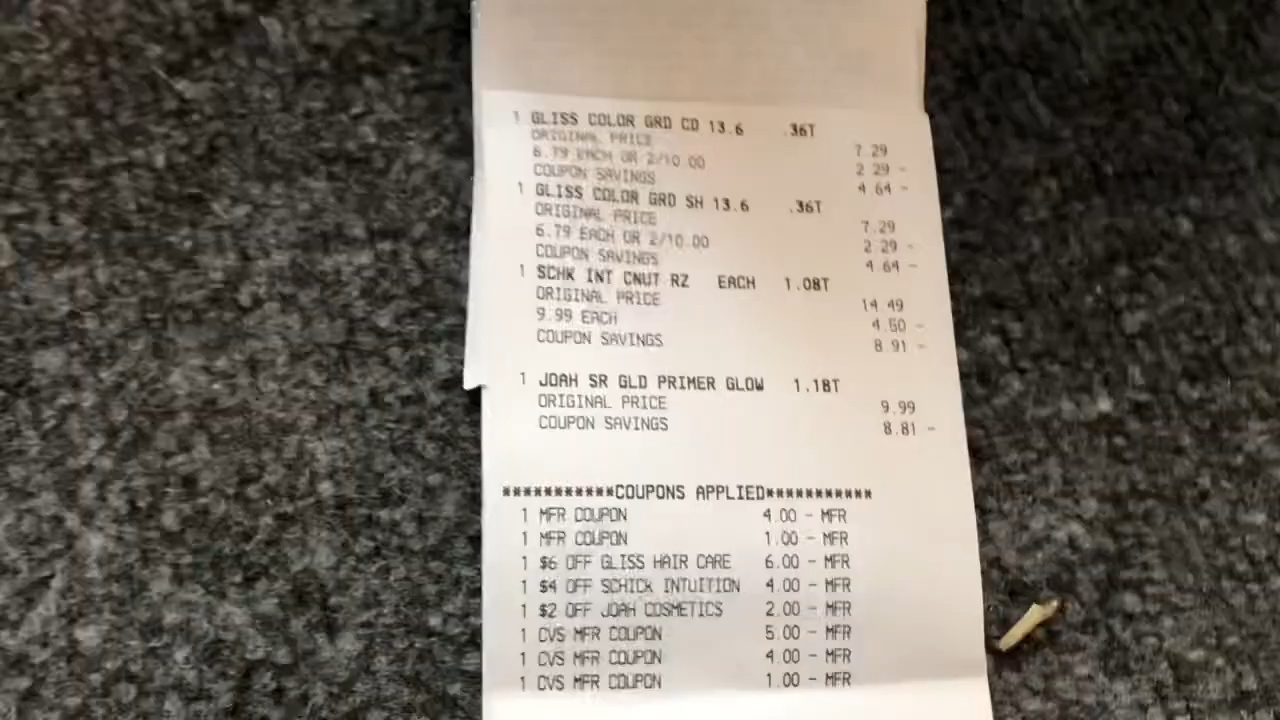 1 GLISS COLOR GRD CD 13.6 .36T
ORIGINAL PRICE 7.29
6.79 EACH OR 2/10.00 2.29 -
COUPON SAVINGS 4.64 -
1 GLISS COLOR GRD SH 13.6 .36T
ORIGINAL PRICE 7.29
6.79 EACH OR 2/10.00 2.29 -
COUPON SAVINGS 4.64 -
1 SCHK INT CNUT RZ EACH 1.08T
ORIGINAL PRICE 14.49
9.99 EACH 4.50 -
COUPON SAVINGS 8.91 -
1 JOAH SR GLD PRIMER GLOW 1.18T
ORIGINAL PRICE 9.99
COUPON SAVINGS 8.81 -
***********COUPONS APPLIED***********
1 MFR COUPON 4.00 - MFR
1 MFR COUPON 1.00 - MFR
1 $6 OFF GLISS HAIR CARE 6.00 - MFR
1 $4 OFF SCHICK INTUITION 4.00 - MFR
1 $2 OFF JOAH COSMETICS 2.00 - MFR
1 CVS MFR COUPON 5.00 - MFR
1 CVS MFR COUPON 4.00 - MFR
1 CVS MFR COUPON 1.00 - MFR